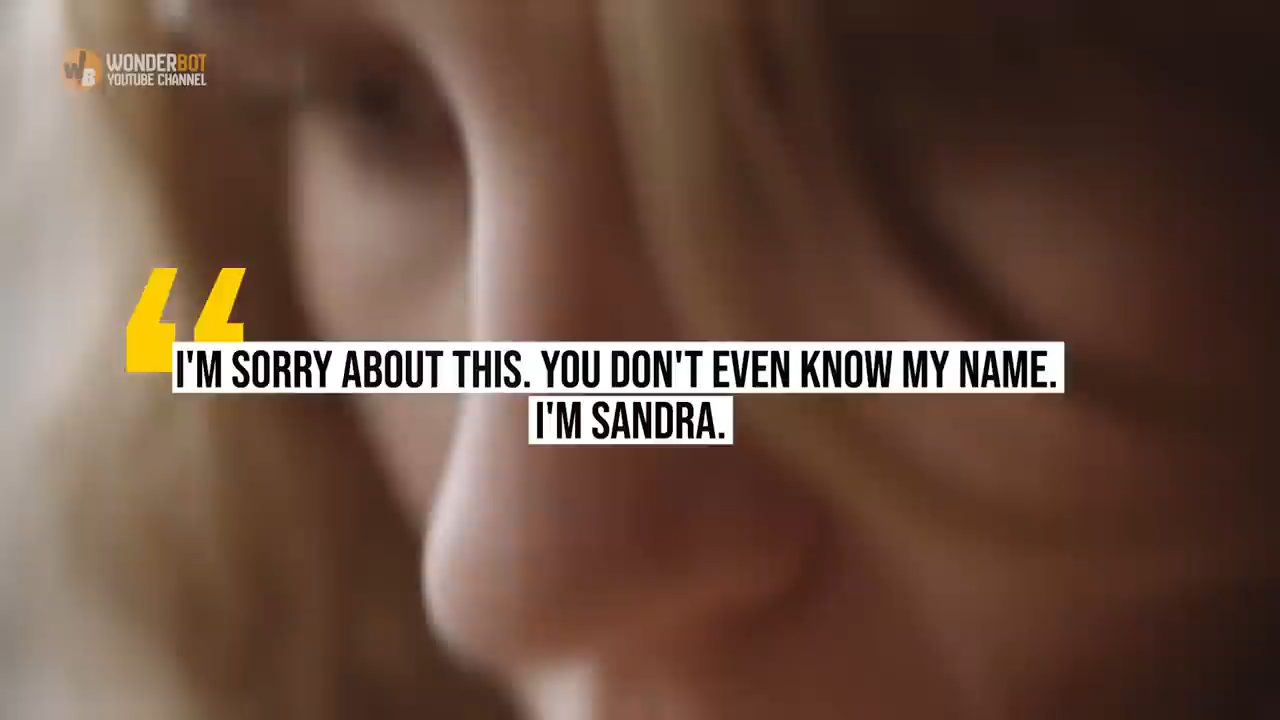 WONDERBOT
YOUTUBE CHANNEL
I'M SORRY ABOUT THIS. YOU DON'T EVEN KNOW MY NAME.
I'M SANDRA.